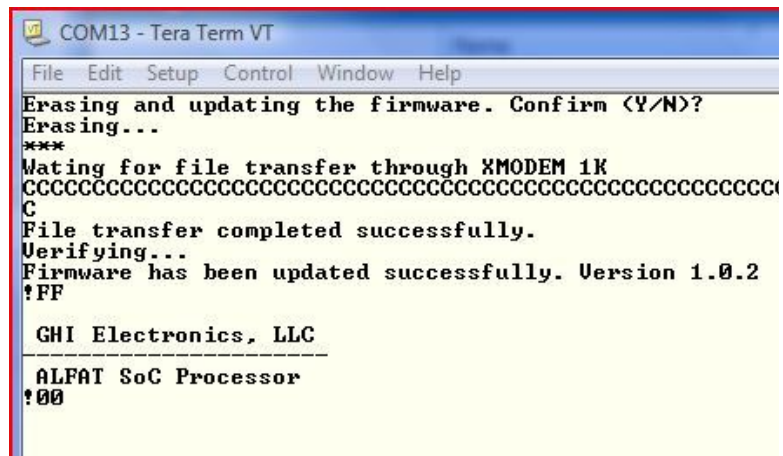 COM13 - Tera Term VT
File Edit Setup Control Window Help
Erasing and updating the firmware. Confirm (Y/N)?
Erasing...
***
Wating for file transfer through XMODEM 1K
CCCCCCCCCCCCCCCCCCCCCCCCCCCCCCCCCCCCCCCCCCCCCCCCCCCCCC
C
File transfer completed successfully.
Verifying...
Firmware has been updated successfully. Version 1.0.2
!FF
GHI Electronics, LLC
----------------------
ALFAT SoC Processor
!00